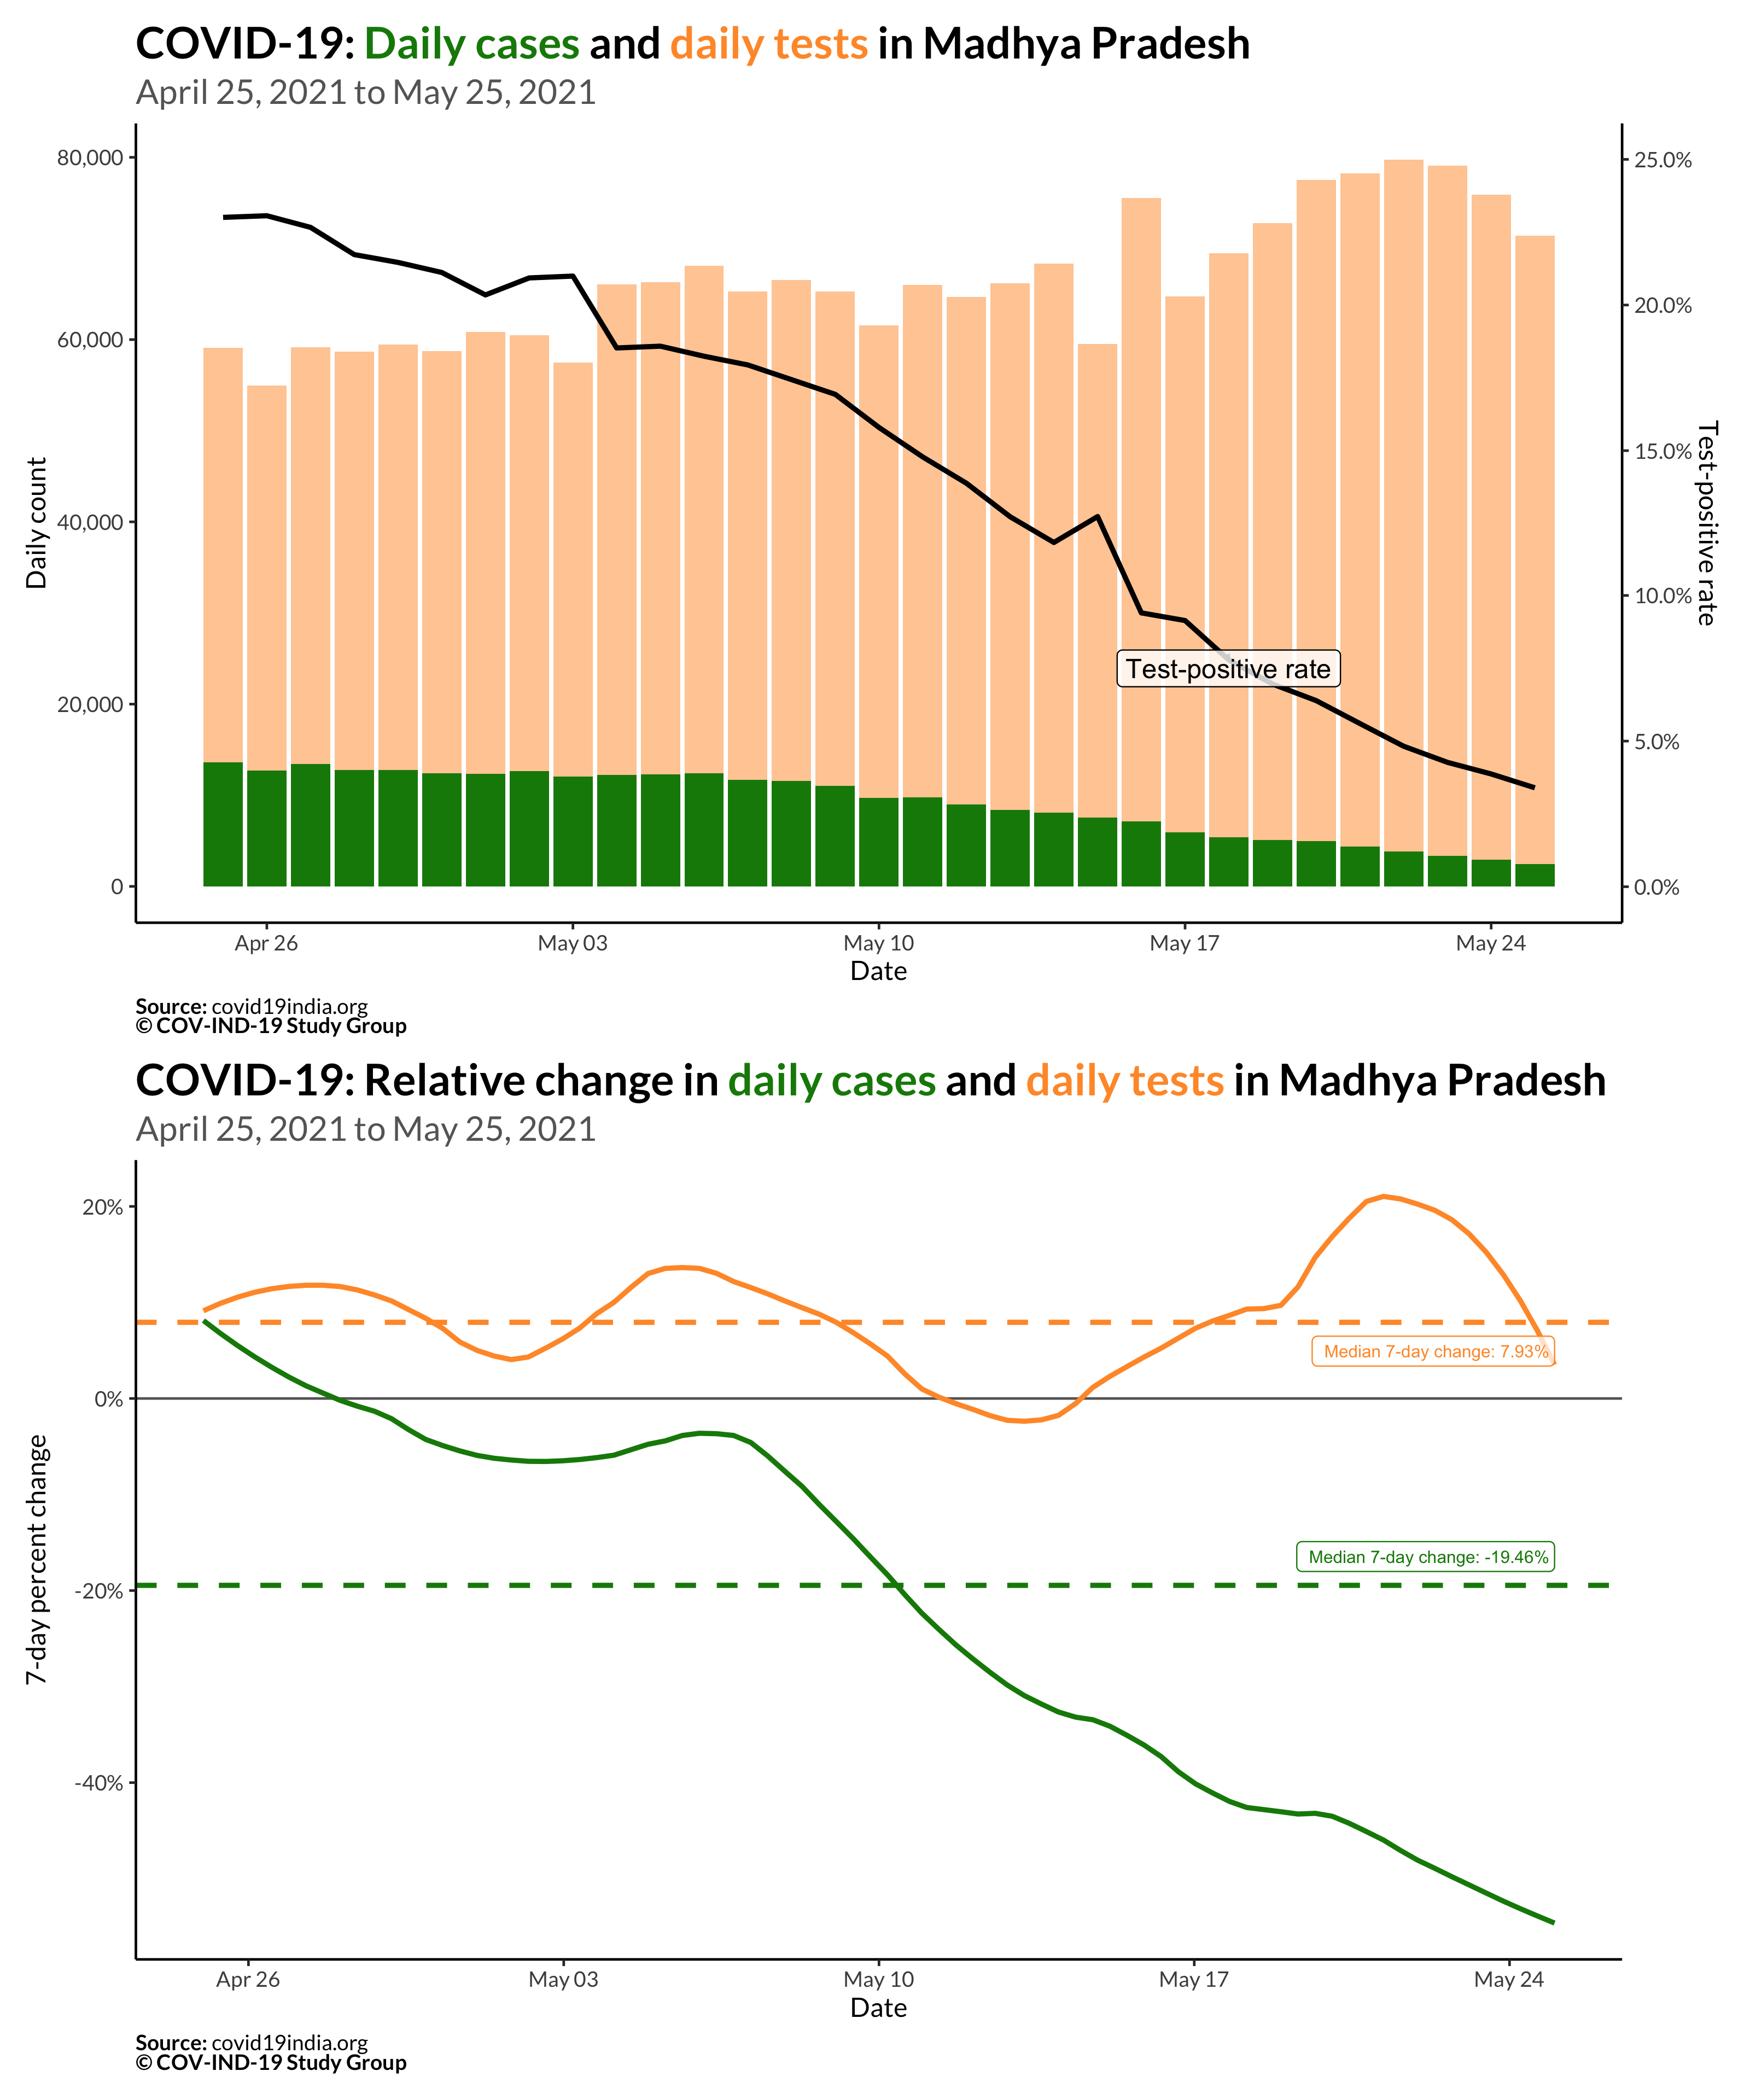 COVID-19: Daily cases and daily tests in Madhya Pradesh
April 25, 2021 to May 25, 2021
80,000
60,000
40,000
20,000
0
Daily count
25.0%
20.0%
15.0%
10.0%
5.0%
0.0%
Test-positive rate
Test-positive rate
Apr 26
May 03
May 10
May 17
May 24
Date
Source: covid19india.org
© COV-IND-19 Study Group
COVID-19: Relative change in daily cases and daily tests in Madhya Pradesh
April 25, 2021 to May 25, 2021
20%
0%
-20%
-40%
7-day percent change
Median 7-day change: 7.93%
Median 7-day change: -19.46%
Apr 26
May 03
May 10
May 17
May 24
Date
Source: covid19india.org
© COV-IND-19 Study Group